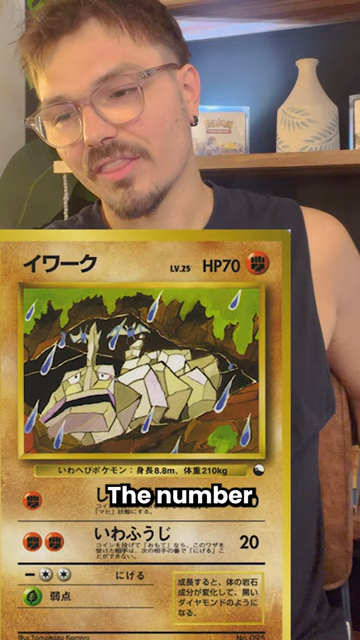 イワーク LV.25 HP70
いわへびポケモン：身長8.8m、体重210kg
し
The number.
いわふうじ 20
コインを投げて「おもて」なら、このワザを
受けた相手は、次の相手の番で「にげる」こ
とができない。
にげる
弱点
成長すると、体の岩石
成分が変化して、黒い
ダイヤモンドのように
なる。
Illus. Tomokazu Komiya No. 095